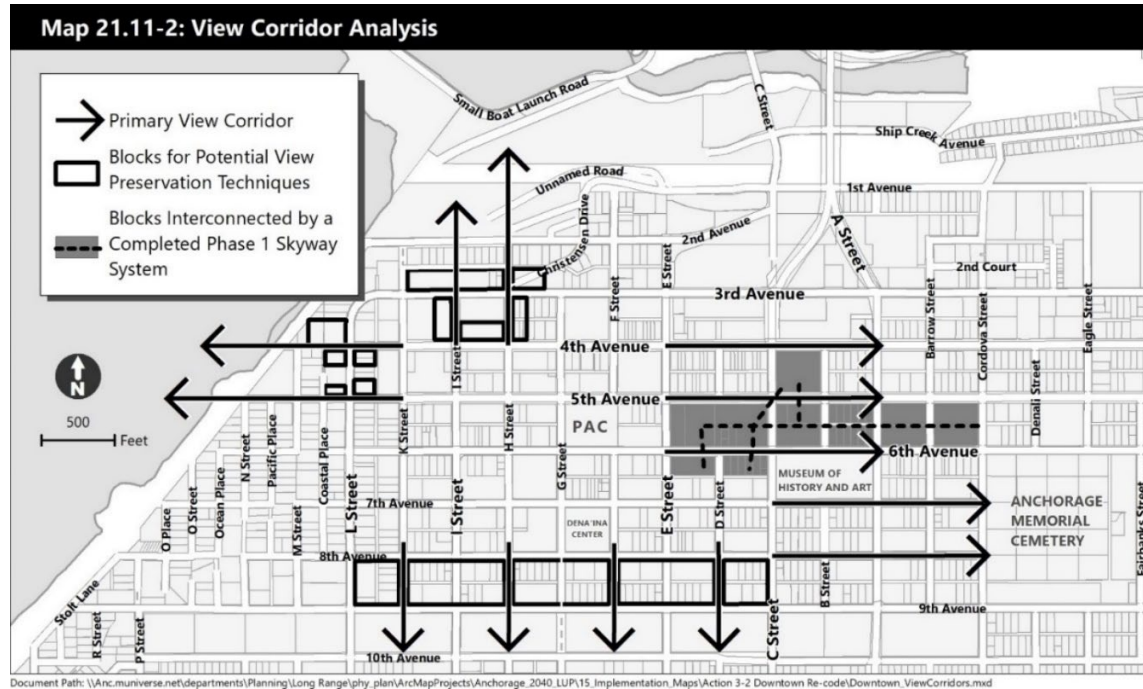 Map 21.11-2: View Corridor Analysis
Primary View Corridor
Blocks for Potential View
Preservation Techniques
Blocks Interconnected by a
Completed Phase 1 Skyway
System
N
500
Feet
Small Boat Launch Road
C Street
Ship Creek Avenue
Unnamed Road
1st Avenue
A Street
2nd Avenue
Christensen Drive
2nd Court
E Street
F Street
3rd Avenue
Barrow Street
Cordova Street
Eagle Street
4th Avenue
I Street
Denali Street
5th Avenue
PAC
K Street
H Street
6th Avenue
N Street
Pacific Place
Coastal Place
G Street
MUSEUM OF
HISTORY AND ART
O Place
O Street
Ocean Place
M Street
L Street
7th Avenue
I Street
E Street
D Street
DENA'INA
CENTER
ANCHORAGE
MEMORIAL
CEMETERY
Fairbanks Street
8th Avenue
Stolt Lane
B Street
9th Avenue
R Street
P Street
C Street
10th Avenue
Document Path: \\Anc.muniverse.net\departments\Planning\Long Range\phy_plan\ArcMapProjects\Anchorage_2040_LUP\15_Implementation_Maps\Action 3-2 Downtown Re-code\Downtown_ViewCorridors.mxd